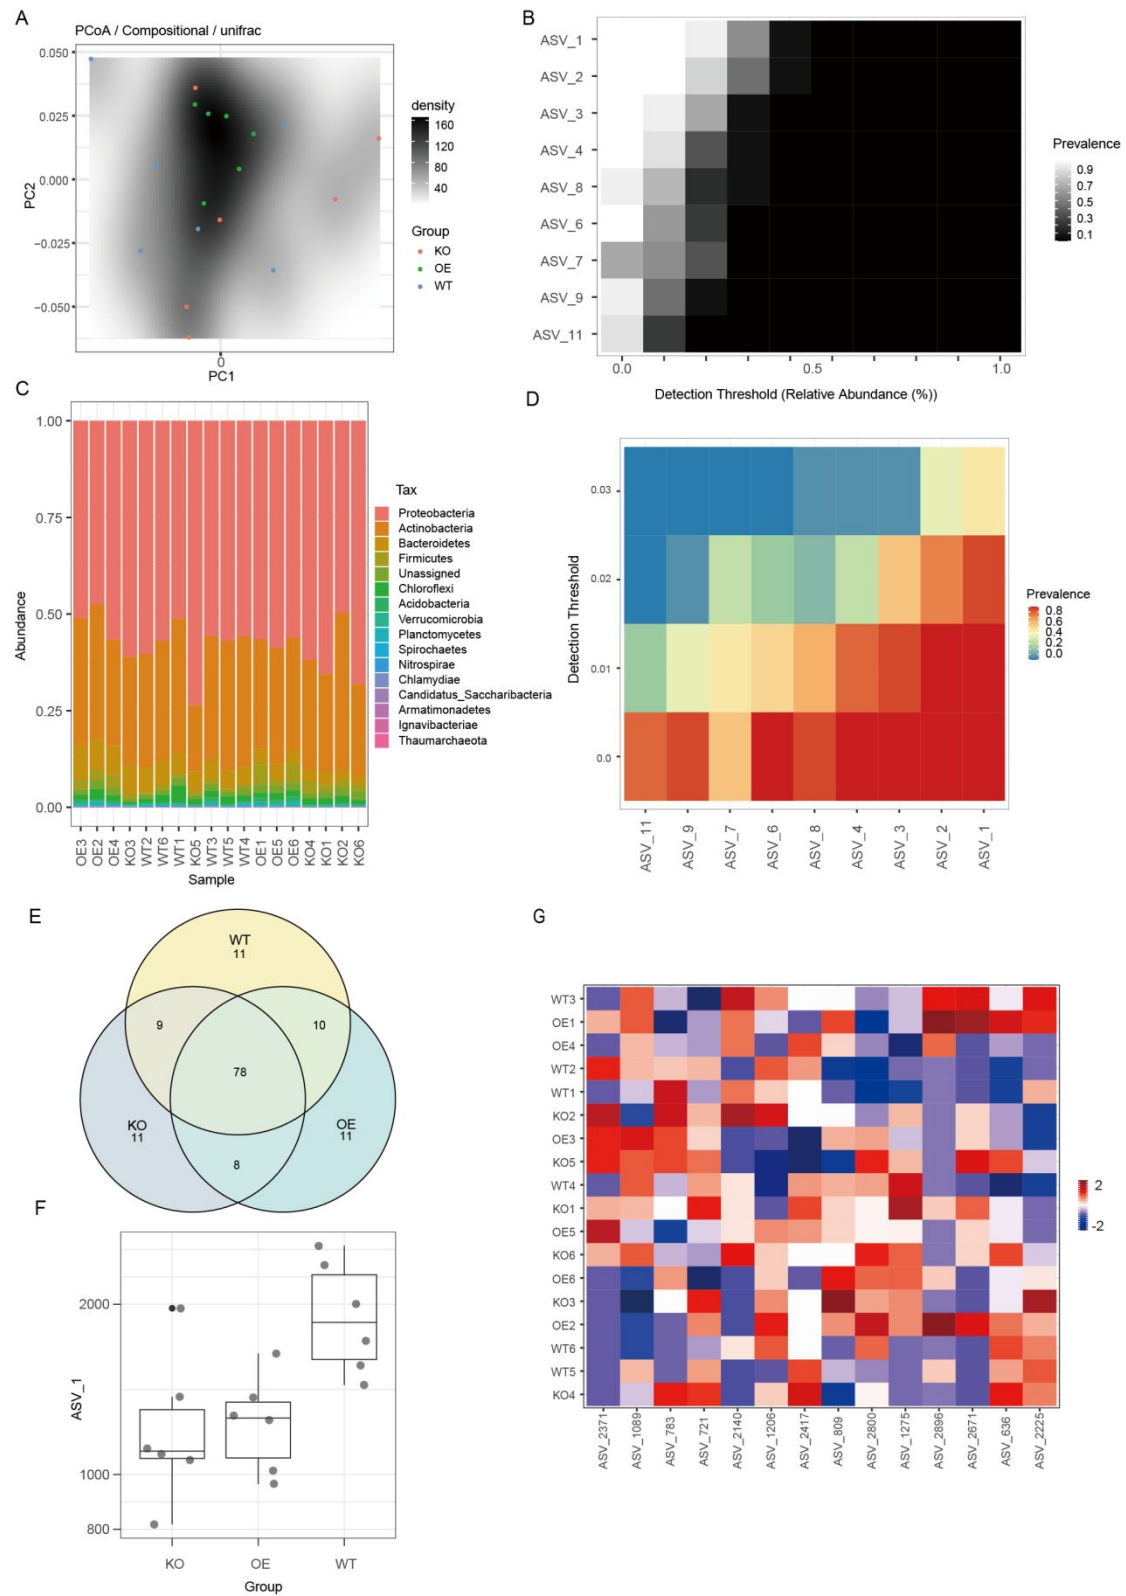 A
PCoA / Compositional / unifrac
0.050
0.025
0.000
−0.025
−0.050
PC2
0
PC1
density
160
120
80
40
Group
KO
OE
WT
B
ASV_1
ASV_2
ASV_3
ASV_4
ASV_8
ASV_6
ASV_7
ASV_9
ASV_11
0.0
0.5
1.0
Detection Threshold (Relative Abundance (%))
Prevalence
0.9
0.7
0.5
0.3
0.1
C
1.00
0.75
0.50
0.25
0.00
Abundance
OE3
OE2
OE4
KO3
WT2
WT6
WT1
KO5
WT3
WT5
WT4
OE1
OE5
OE6
KO4
KO1
KO2
KO6
Sample
Tax
Proteobacteria
Actinobacteria
Bacteroidetes
Firmicutes
Unassigned
Chloroflexi
Acidobacteria
Verrucomicrobia
Planctomycetes
Spirochaetes
Nitrospirae
Chlamydiae
Candidatus_Saccharibacteria
Armatimonadetes
Ignavibacteriae
Thaumarchaeota
D
0.03
0.02
0.01
0.0
Detection Threshold
ASV_11
ASV_9
ASV_7
ASV_6
ASV_8
ASV_4
ASV_3
ASV_2
ASV_1
Prevalence
0.8
0.6
0.4
0.2
0.0
E
WT
11
9
10
78
KO
11
OE
11
8
F
2000
1000
800
ASV_1
KO
OE
WT
Group
G
WT3
OE1
OE4
WT2
WT1
KO2
OE3
KO5
WT4
KO1
OE5
KO6
OE6
KO3
OE2
WT6
WT5
KO4
ASV_2371
ASV_1089
ASV_783
ASV_721
ASV_2140
ASV_1206
ASV_2417
ASV_809
ASV_2800
ASV_1275
ASV_2896
ASV_2671
ASV_636
ASV_2225
2
-2